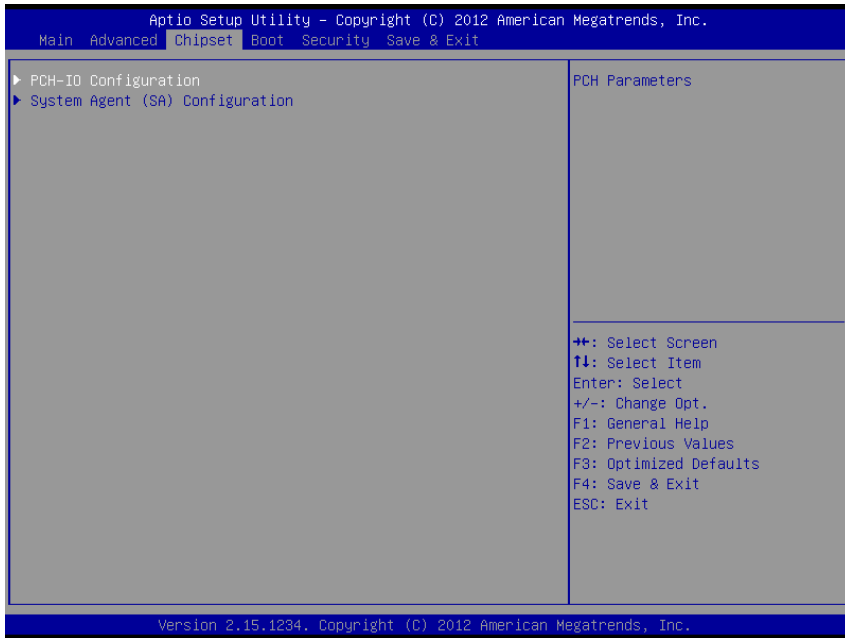 Aptio Setup Utility – Copyright (C) 2012 American Megatrends, Inc.
Main Advanced Chipset Boot Security Save & Exit
▶ PCH-IO Configuration
▶ System Agent (SA) Configuration
PCH Parameters
→←: Select Screen
↑↓: Select Item
Enter: Select
+/-: Change Opt.
F1: General Help
F2: Previous Values
F3: Optimized Defaults
F4: Save & Exit
ESC: Exit
Version 2.15.1234. Copyright (C) 2012 American Megatrends, Inc.